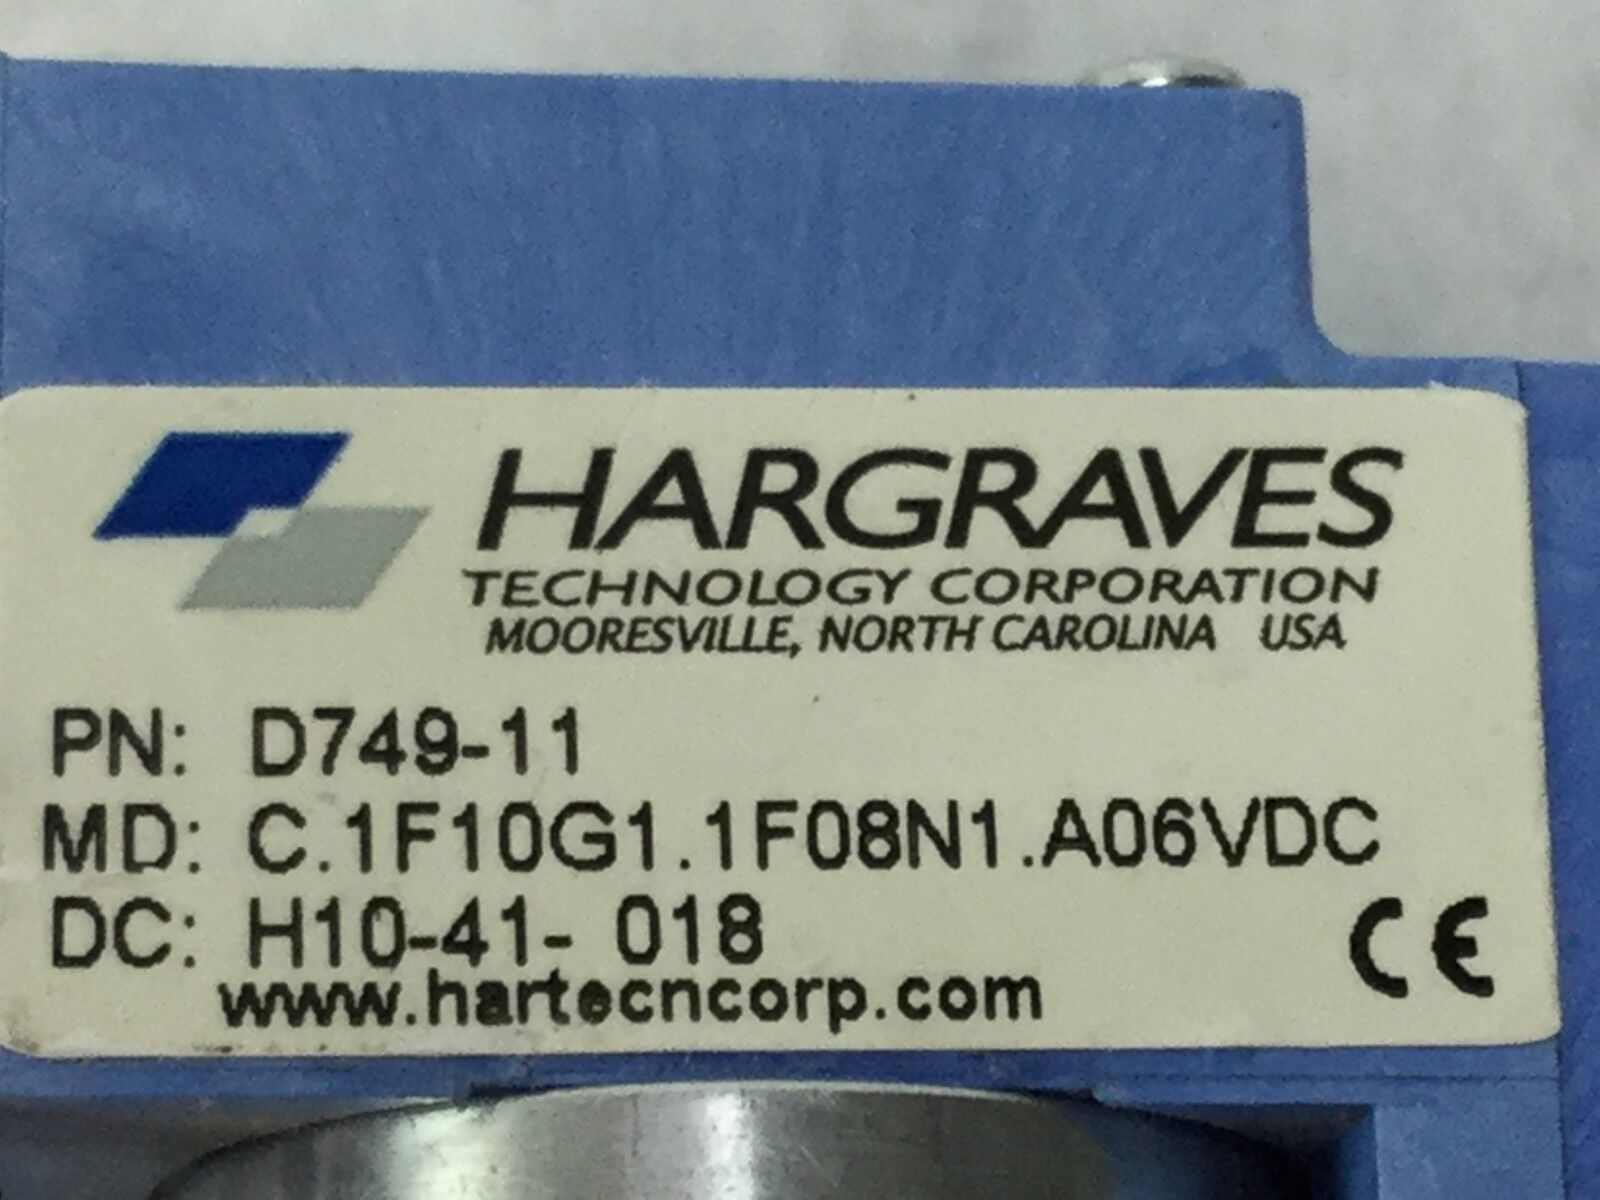 HARGRAVES
TECHNOLOGY CORPORATION
MOORESVILLE, NORTH CAROLINA USA
PN: D749-11
MD: C.1F10G1.1F08N1.A06VDC
DC: H10-41- 018
CE
www.hartecncorp.com